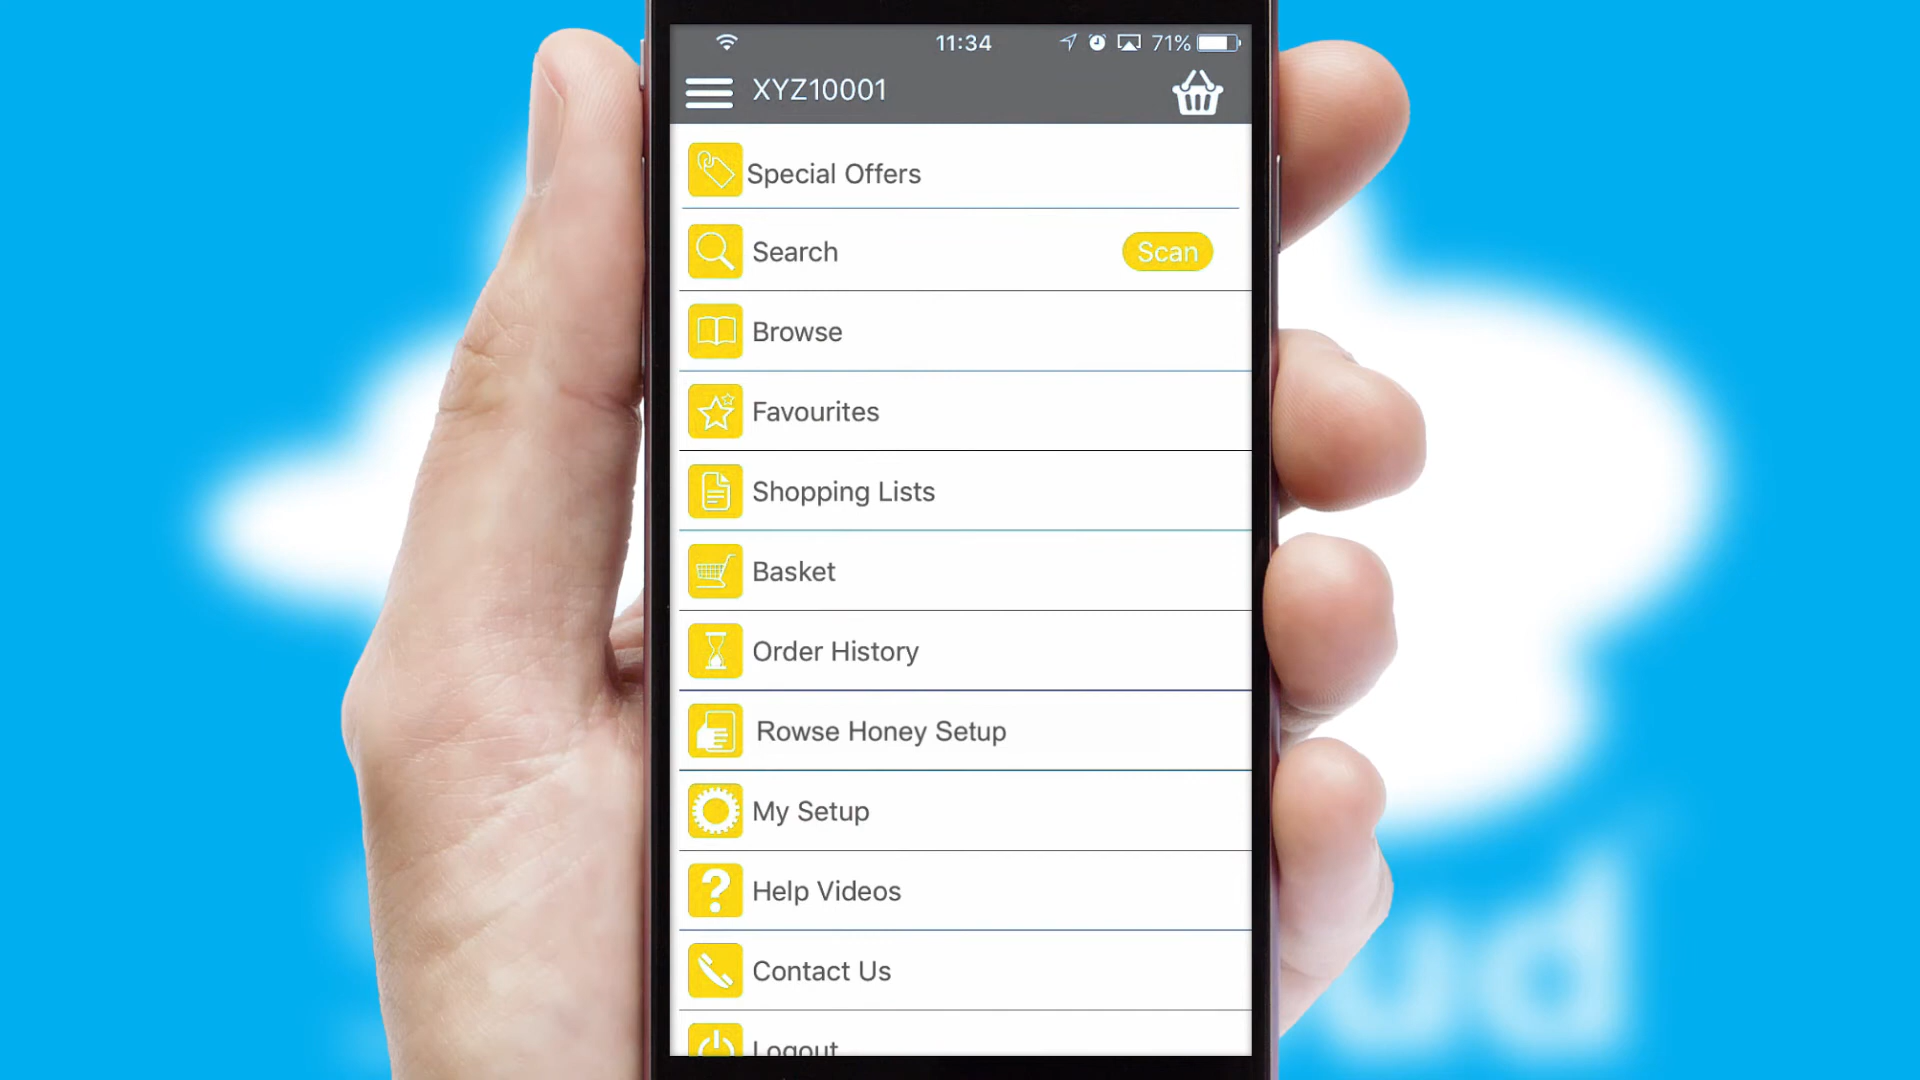 11:34 71%
XYZ10001
Special Offers
Search Scan
Browse
Favourites
Shopping Lists
Basket
Order History
Rowse Honey Setup
My Setup
Help Videos
Contact Us
Logout
ud